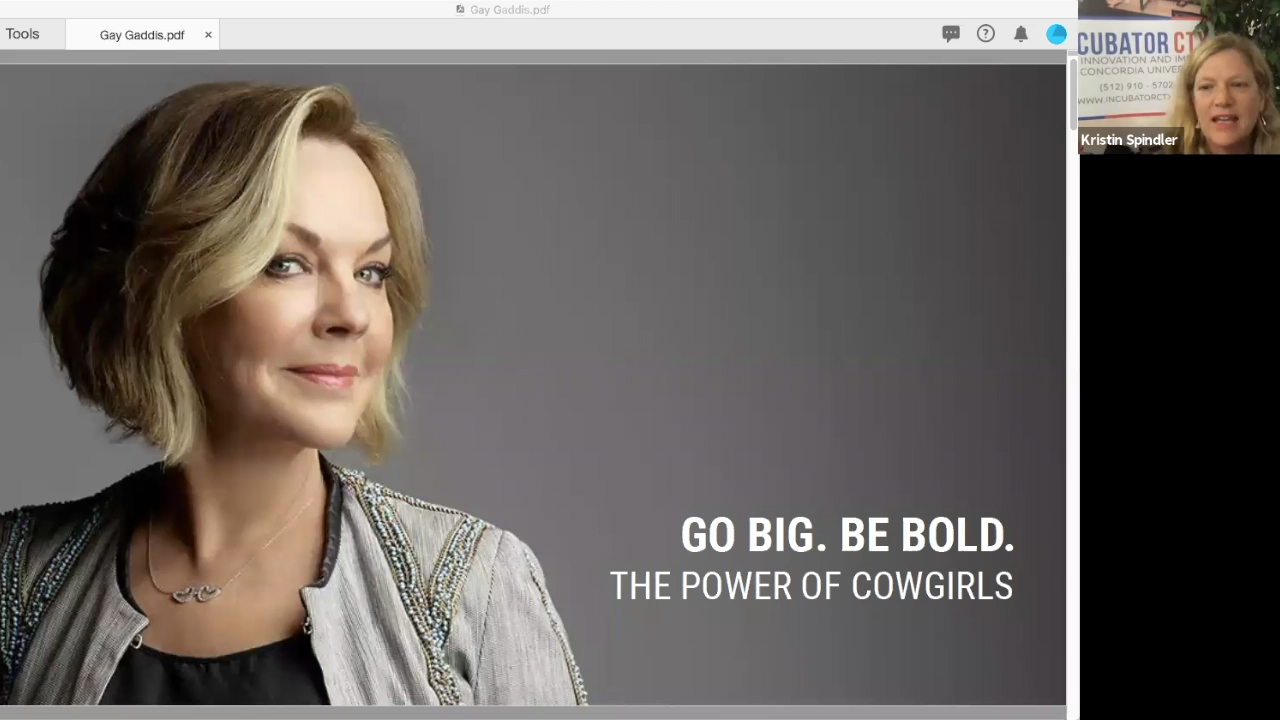 Gay Gaddis.pdf
Tools
Gay Gaddis.pdf ×
GO BIG. BE BOLD.
THE POWER OF COWGIRLS
CUBATOR CT
INNOVATION AND IM
CONCORDIA UNIVE
(512) 910 - 5702
WWW.INCUBATORCT
Kristin Spindler